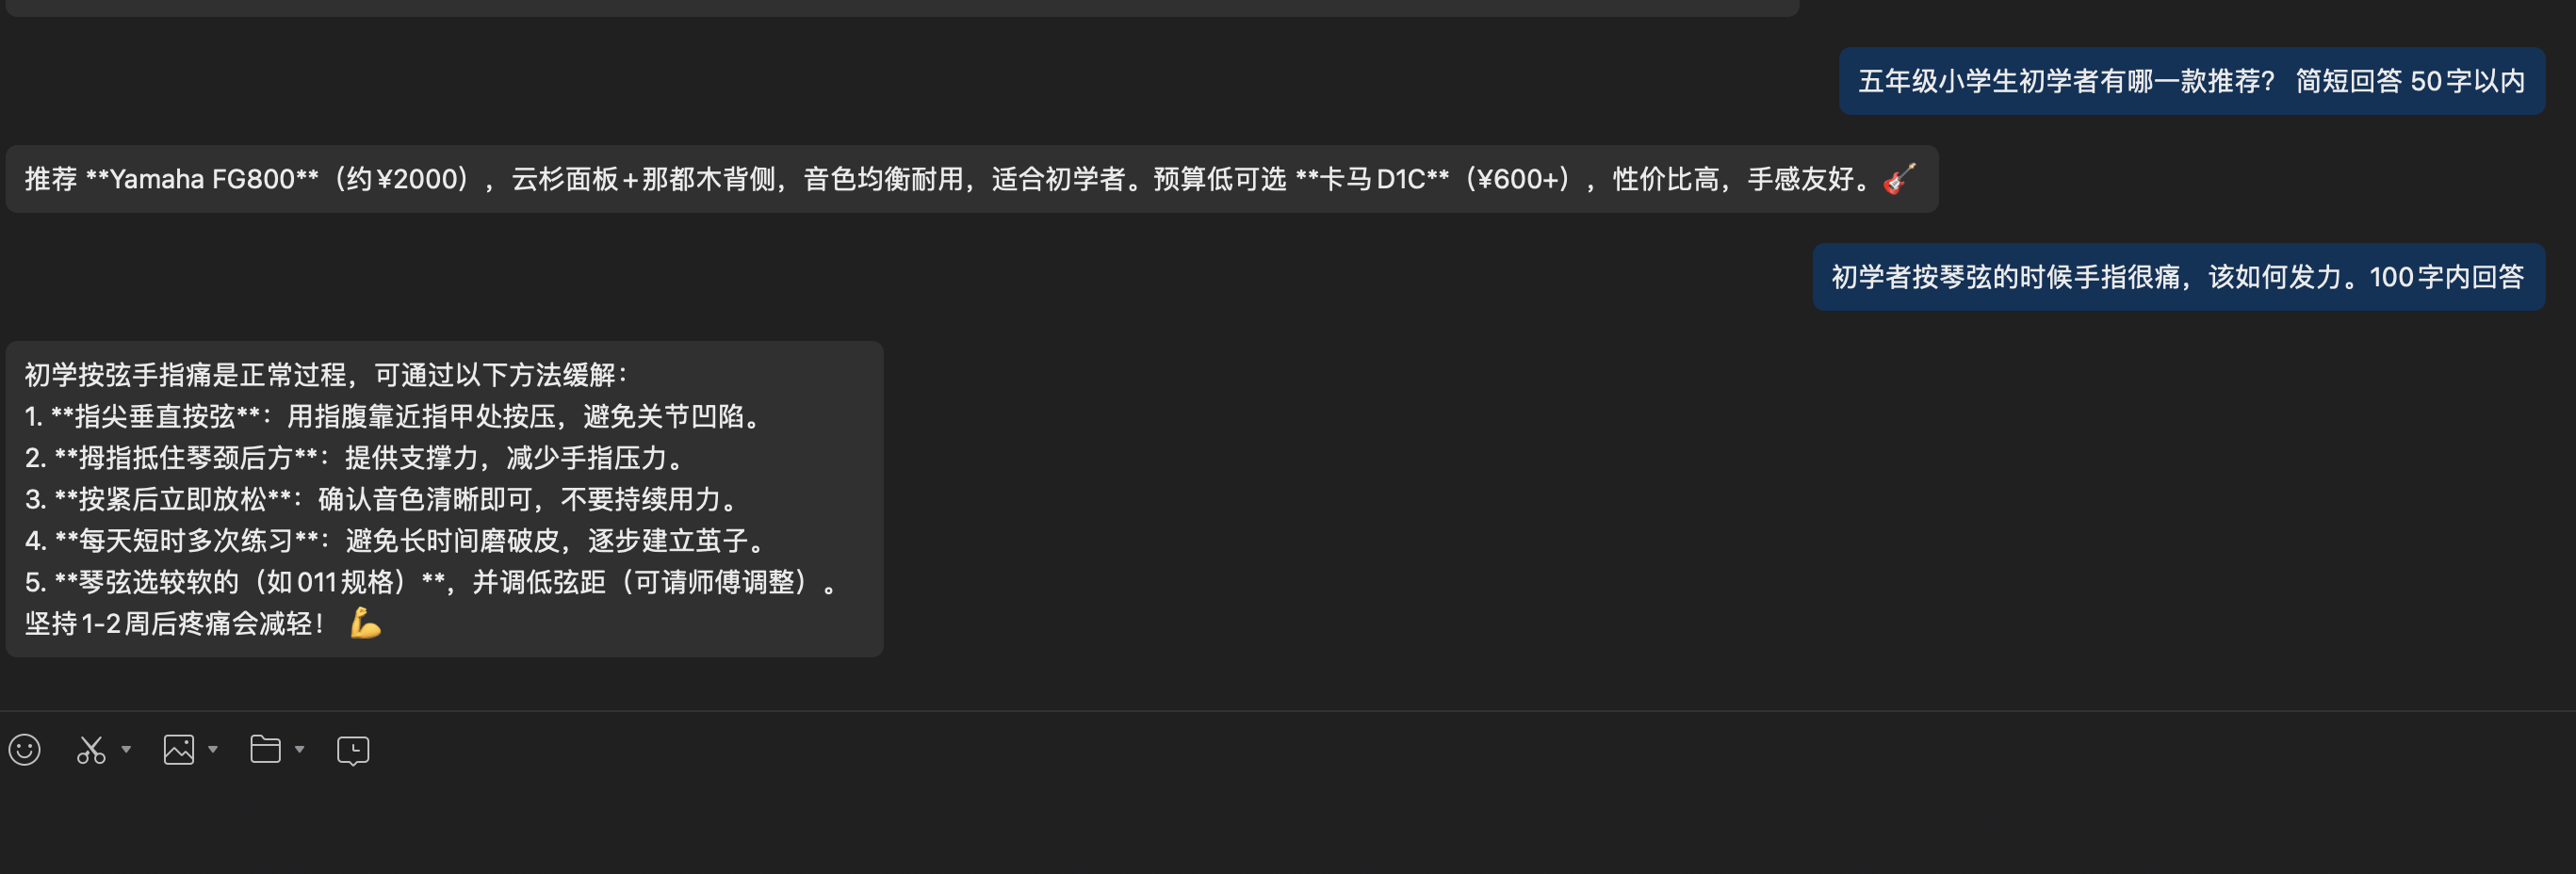 五年级小学生初学者有哪一款推荐？ 简短回答 50字以内
推荐 **Yamaha FG800**（约¥2000），云杉面板+那都木背侧，音色均衡耐用，适合初学者。预算低可选 **卡马D1C**（¥600+），性价比高，手感友好。🎸
初学者按琴弦的时候手指很痛，该如何发力。100字内回答
初学按弦手指痛是正常过程，可通过以下方法缓解：
1. **指尖垂直按弦**：用指腹靠近指甲处按压，避免关节凹陷。
2. **拇指抵住琴颈后方**：提供支撑力，减少手指压力。
3. **按紧后立即放松**：确认音色清晰即可，不要持续用力。
4. **每天短时多次练习**：避免长时间磨破皮，逐步建立茧子。
5. **琴弦选较软的（如011规格）**，并调低弦距（可请师傅调整）。
坚持1-2周后疼痛会减轻！ 💪